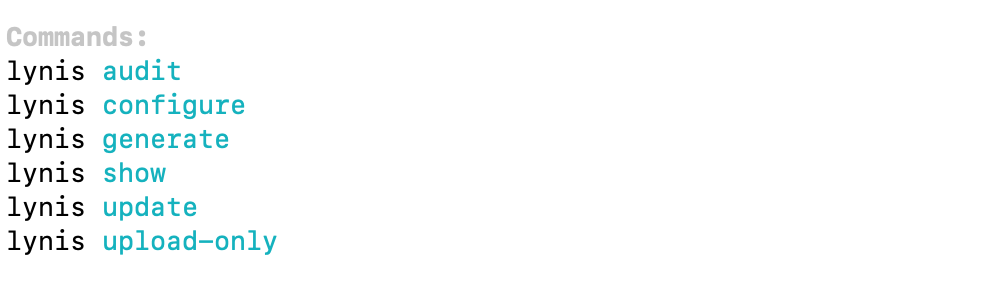 Commands:
lynis audit
lynis configure
lynis generate
lynis show
lynis update
lynis upload-only